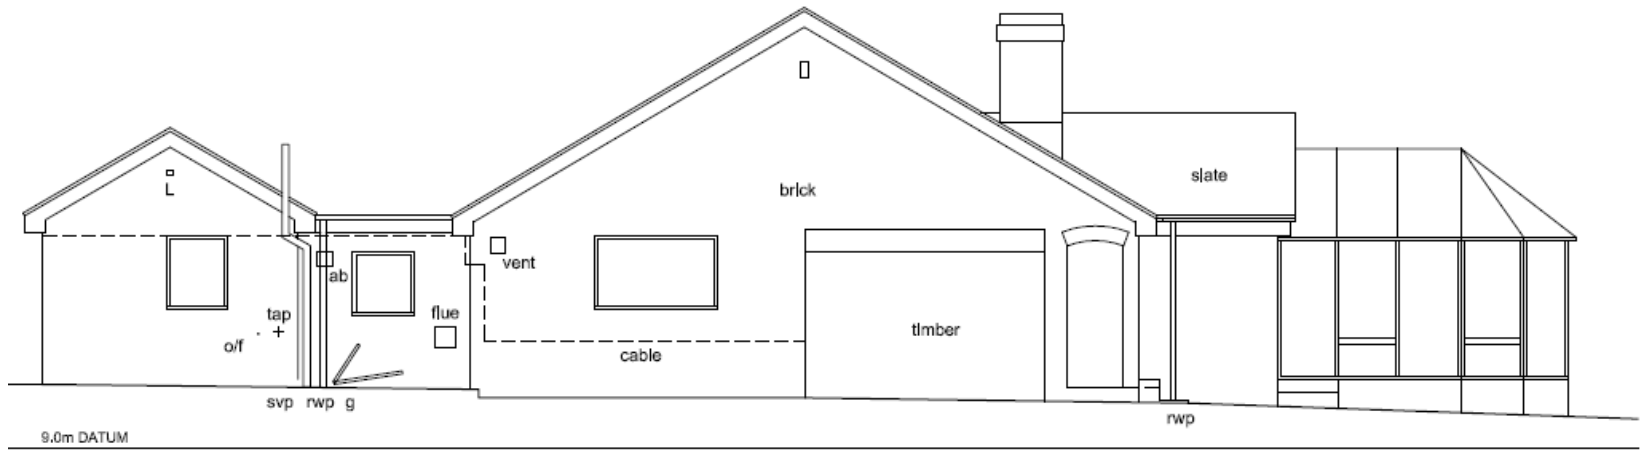 slate
brick
L
vent
ab
tap
flue
timber
o/f
cable
svp rwp g
rwp
9.0m DATUM